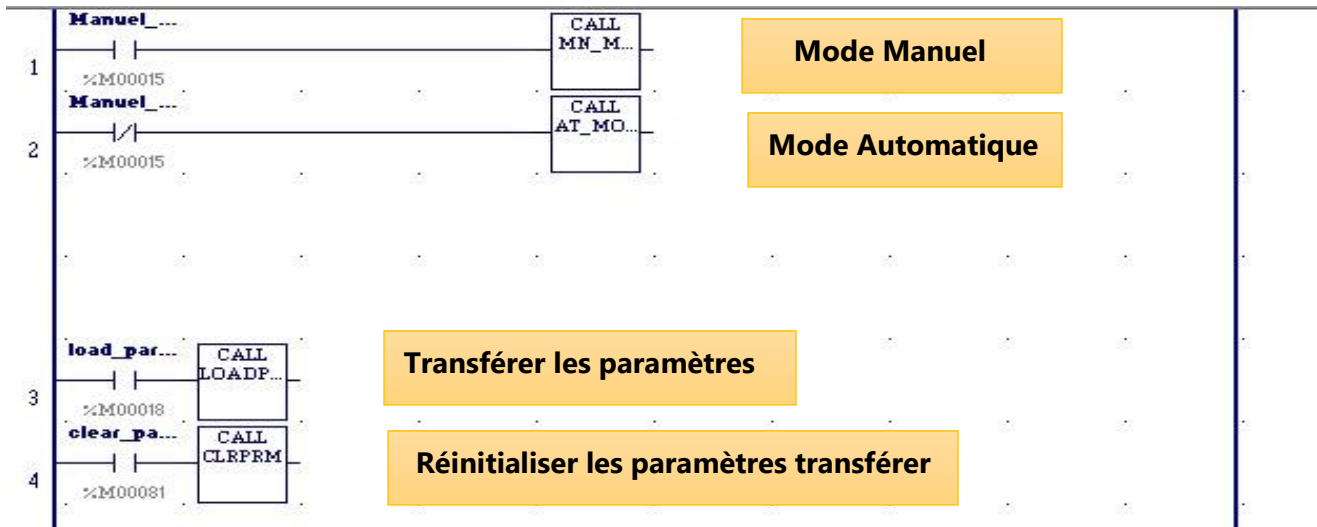 Manuel_...
CALL
MN_M...
Mode Manuel
1
%M00015
Manuel_...
CALL
AT_MO...
Mode Automatique
2
%M00015
load_par...
CALL
LOADP...
Transférer les paramètres
3
%M00018
clear_pa...
CALL
CLRPRM
Réinitialiser les paramètres transférer
4
%M00081